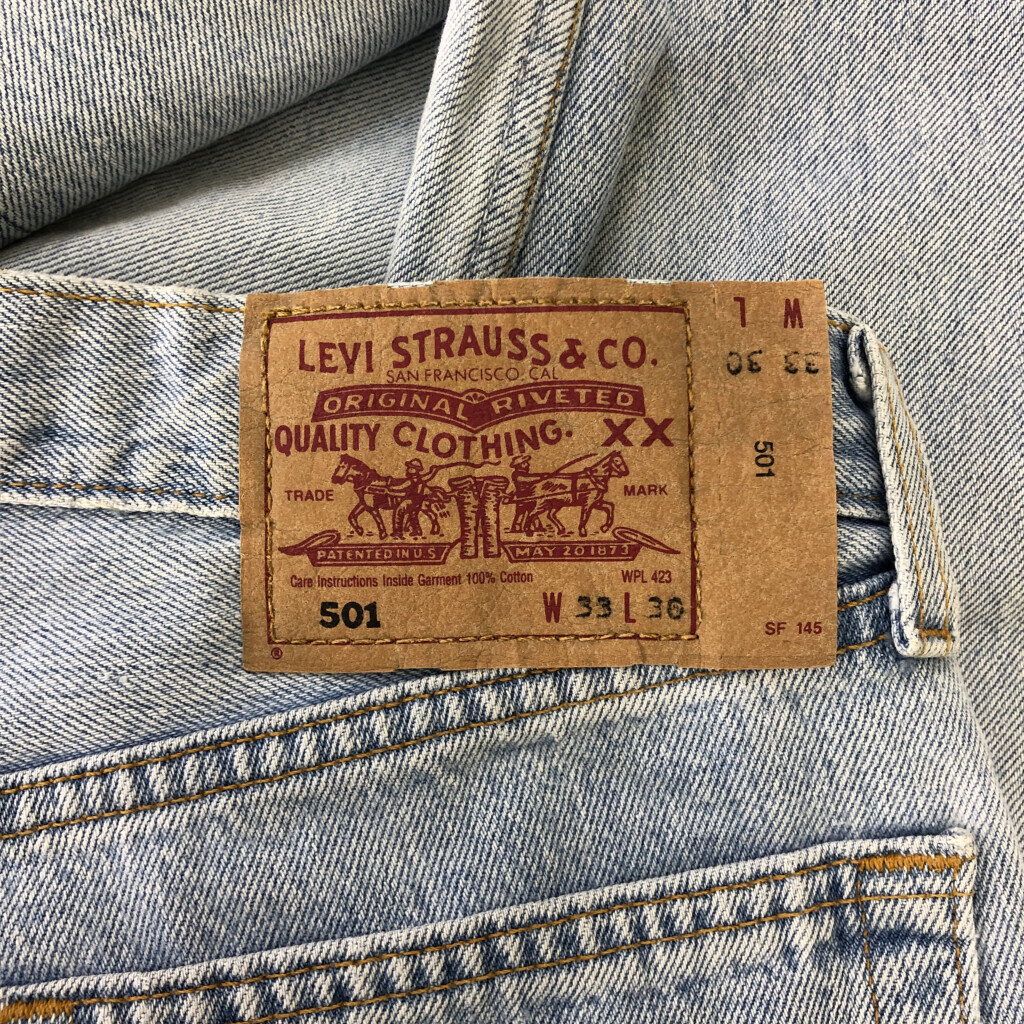 LEVI STRAUSS & CO.
SAN FRANCISCO. CAL
ORIGINAL RIVETED
QUALITY CLOTHING. XX
TRADE MARK
PATENTED IN U.S MAY 20 1873
Care Instructions Inside Garment 100% Cotton WPL 423
501 W 33 L 30
®
W L
33 30
501
SF 145